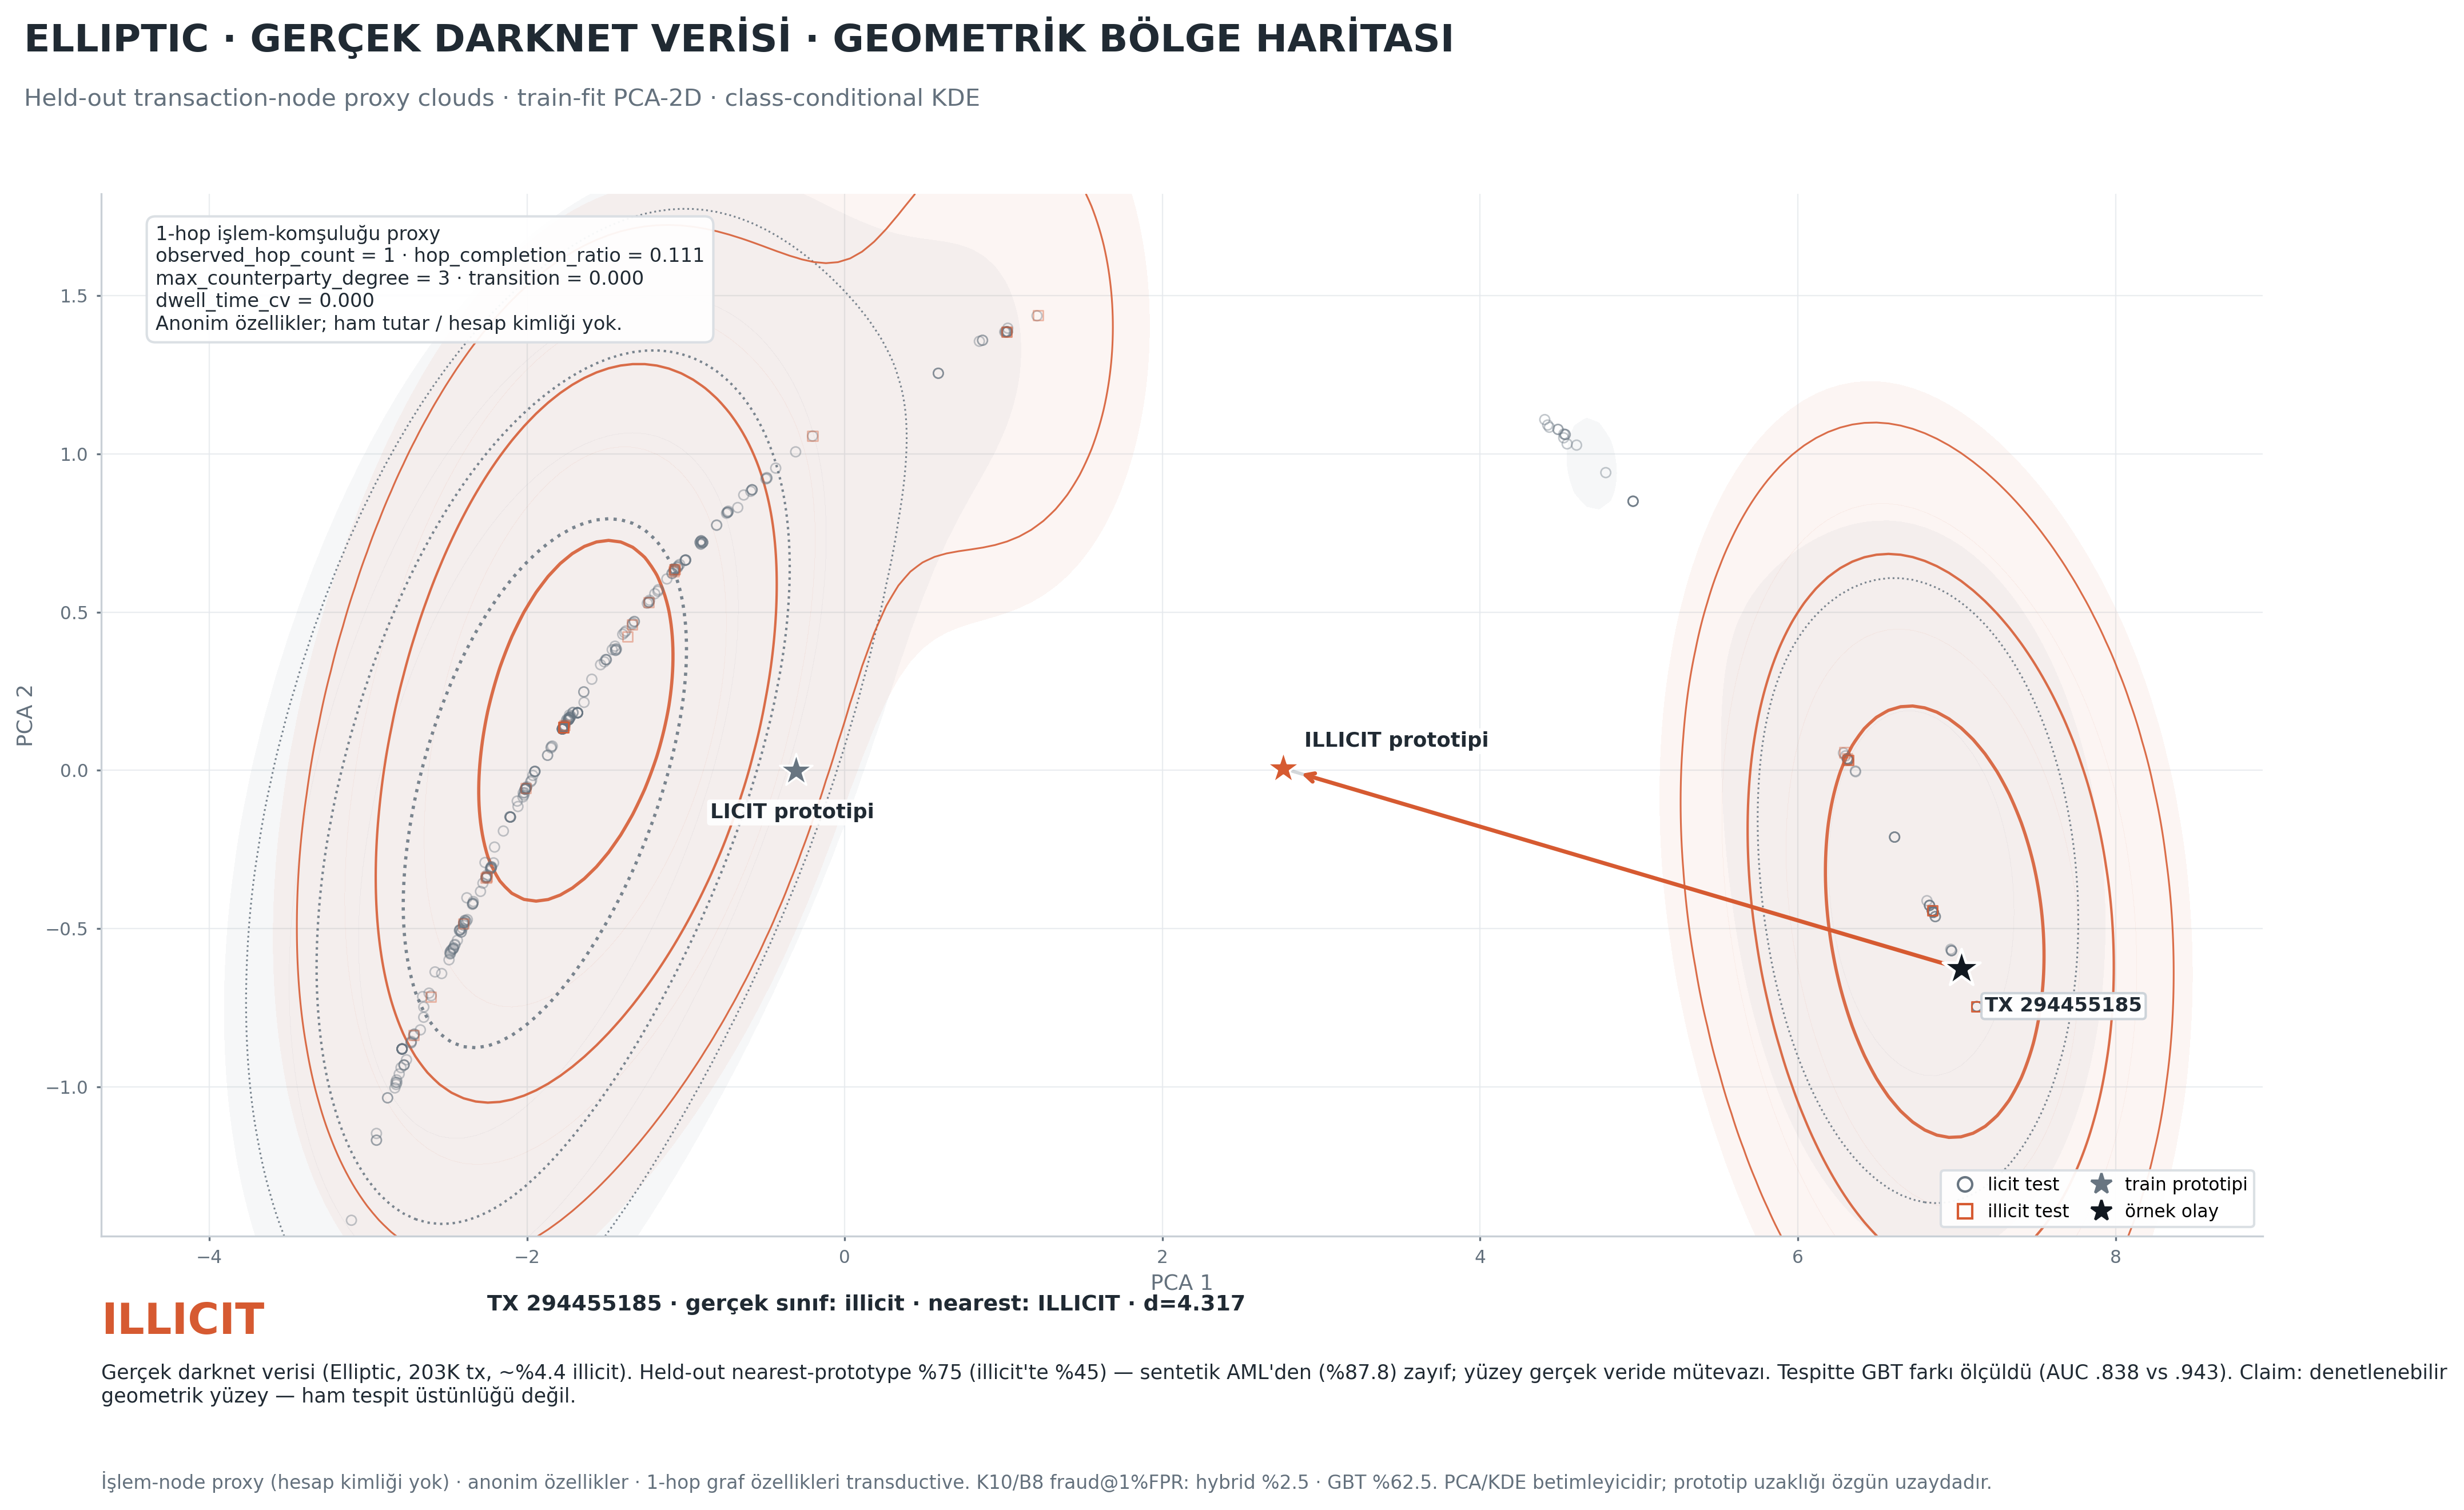 ELLIPTIC · GERÇEK DARKNET VERİSİ · GEOMETRİK BÖLGE HARİTASI
Held-out transaction-node proxy clouds · train-fit PCA-2D · class-conditional KDE
1-hop işlem-komşuluğu proxy
observed_hop_count = 1 · hop_completion_ratio = 0.111
max_counterparty_degree = 3 · transition = 0.000
dwell_time_cv = 0.000
Anonim özellikler; ham tutar / hesap kimliği yok.
1.5
1.0
0.5
0.0
−0.5
−1.0
PCA 2
ILLICIT prototipi
LICIT prototipi
TX 294455185
licit test
train prototipi
illicit test
örnek olay
−4
−2
0
2
4
6
8
PCA 1
TX 294455185 · gerçek sınıf: illicit · nearest: ILLICIT · d=4.317
ILLICIT
Gerçek darknet verisi (Elliptic, 203K tx, ~%4.4 illicit). Held-out nearest-prototype %75 (illicit'te %45) — sentetik AML'den (%87.8) zayıf; yüzey gerçek veride mütevazı. Tespitte GBT farkı ölçüldü (AUC .838 vs .943). Claim: denetlenebilir
geometrik yüzey — ham tespit üstünlüğü değil.
İşlem-node proxy (hesap kimliği yok) · anonim özellikler · 1-hop graf özellikleri transductive. K10/B8 fraud@1%FPR: hybrid %2.5 · GBT %62.5. PCA/KDE betimleyicidir; prototip uzaklığı özgün uzaydadır.